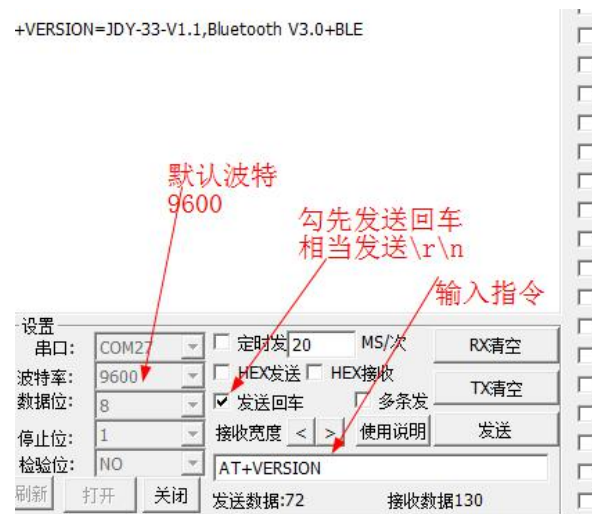 +VERSION=JDY-33-V1.1,Bluetooth V3.0+BLE
默认波特
9600
勾先发送回车
相当发送\r\n
输入指令
设置
串口: COM27 定时发 20 MS/次 RX清空
波特率: 9600 HEX发送 HEX接收
数据位: 8 发送回车 多条发 TX清空
停止位: 1 接收宽度 < > 使用说明 发送
检验位: NO AT+VERSION
刷新 打开 关闭 发送数据:72 接收数据130